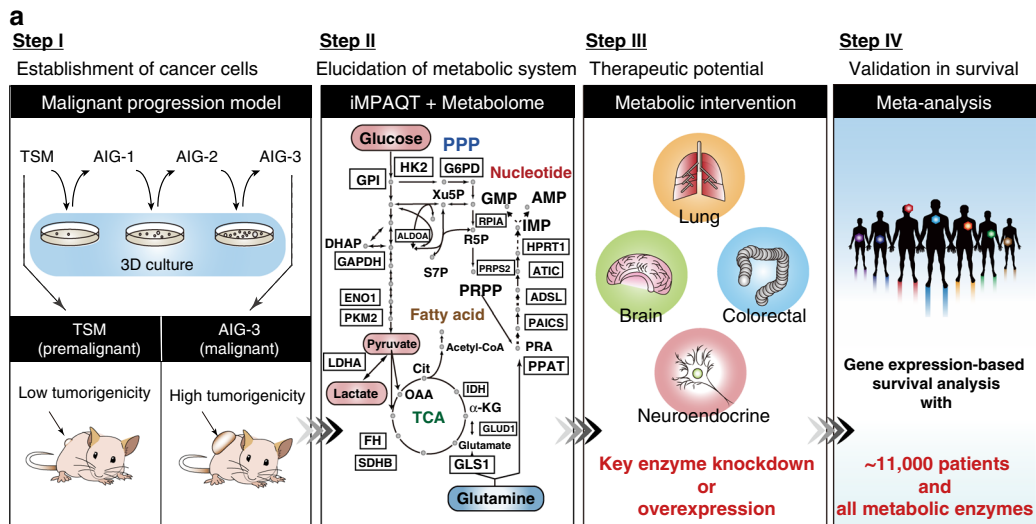 a
Step I
Establishment of cancer cells
Malignant progression model
TSM
AIG-1
AIG-2
AIG-3
3D culture
TSM
(premalignant)
AIG-3
(malignant)
Low tumorigenicity
High tumorigenicity
Step II
Elucidation of metabolic system
iMPAQT + Metabolome
Glucose
PPP
HK2
G6PD
Nucleotide
GPI
Xu5P
GMP
AMP
RPIA
IMP
ALDOA
R5P
DHAP
HPRT1
GAPDH
S7P
PRPS2
ATIC
PRPP
ENO1
ADSL
PKM2
Fatty acid
PAICS
Pyruvate
Acetyl-CoA
PRA
LDHA
Cit
PPAT
Lactate
OAA
IDH
TCA
α-KG
FH
GLUD1
Glutamate
SDHB
GLS1
Glutamine
Step III
Therapeutic potential
Metabolic intervention
Lung
Brain
Colorectal
Neuroendocrine
Key enzyme knockdown
or
overexpression
Step IV
Validation in survival
Meta-analysis
Gene expression-based
survival analysis
with
~11,000 patients
and
all metabolic enzymes